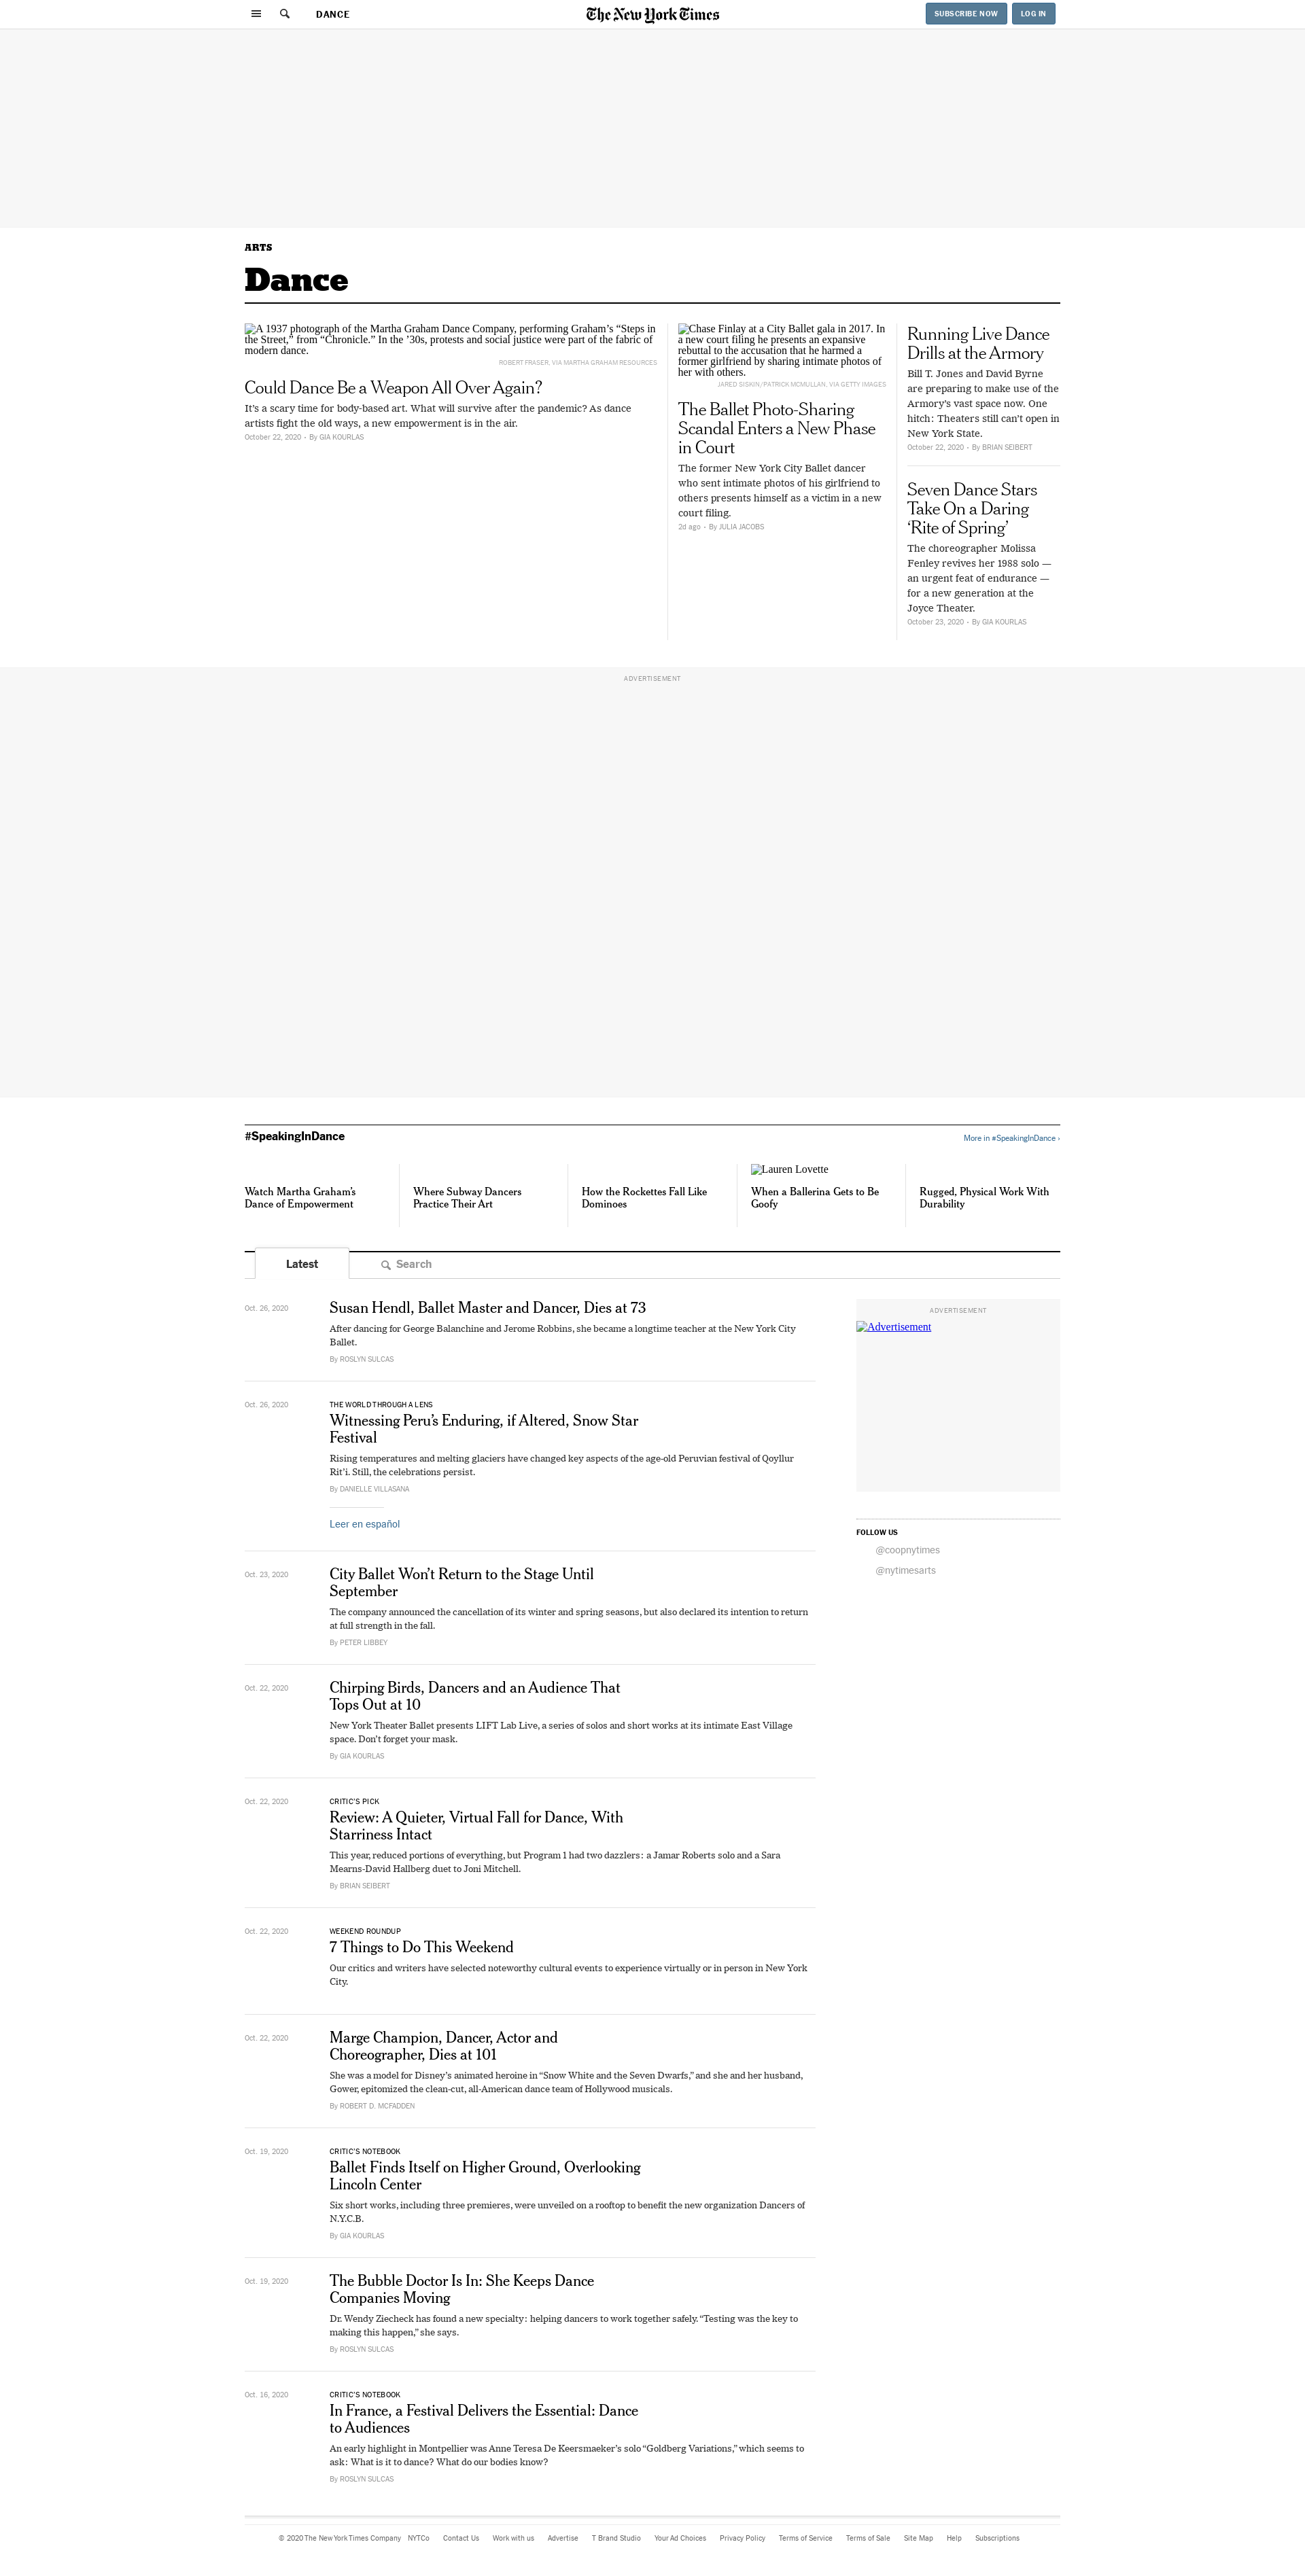 DANCE
The New York Times
SUBSCRIBE NOW
LOG IN
ARTS
Dance
A 1937 photograph of the Martha Graham Dance Company, performing Graham’s “Steps in
the Street,” from “Chronicle.” In the ’30s, protests and social justice were part of the fabric of
modern dance.
ROBERT FRASER, VIA MARTHA GRAHAM RESOURCES
Could Dance Be a Weapon All Over Again?
It’s a scary time for body-based art. What will survive after the pandemic? As dance
artists fight the old ways, a new empowerment is in the air.
October 22, 2020 • By GIA KOURLAS
Chase Finlay at a City Ballet gala in 2017. In
a new court filing he presents an expansive
rebuttal to the accusation that he harmed a
former girlfriend by sharing intimate photos of
her with others.
JARED SISKIN/PATRICK MCMULLAN, VIA GETTY IMAGES
The Ballet Photo-Sharing
Scandal Enters a New Phase
in Court
The former New York City Ballet dancer
who sent intimate photos of his girlfriend to
others presents himself as a victim in a new
court filing.
2d ago • By JULIA JACOBS
Running Live Dance
Drills at the Armory
Bill T. Jones and David Byrne
are preparing to make use of the
Armory’s vast space now. One
hitch: Theaters still can’t open in
New York State.
October 22, 2020 • By BRIAN SEIBERT
Seven Dance Stars
Take On a Daring
‘Rite of Spring’
The choreographer Molissa
Fenley revives her 1988 solo —
an urgent feat of endurance —
for a new generation at the
Joyce Theater.
October 23, 2020 • By GIA KOURLAS
ADVERTISEMENT
#SpeakingInDance
More in #SpeakingInDance ›
Watch Martha Graham’s
Dance of Empowerment
Where Subway Dancers
Practice Their Art
How the Rockettes Fall Like
Dominoes
Lauren Lovette
When a Ballerina Gets to Be
Goofy
Rugged, Physical Work With
Durability
Latest
Search
Oct. 26, 2020
Susan Hendl, Ballet Master and Dancer, Dies at 73
After dancing for George Balanchine and Jerome Robbins, she became a longtime teacher at the New York City
Ballet.
By ROSLYN SULCAS
Oct. 26, 2020
THE WORLD THROUGH A LENS
Witnessing Peru’s Enduring, if Altered, Snow Star
Festival
Rising temperatures and melting glaciers have changed key aspects of the age-old Peruvian festival of Qoyllur
Rit’i. Still, the celebrations persist.
By DANIELLE VILLASANA
Leer en español
Oct. 23, 2020
City Ballet Won’t Return to the Stage Until
September
The company announced the cancellation of its winter and spring seasons, but also declared its intention to return
at full strength in the fall.
By PETER LIBBEY
Oct. 22, 2020
Chirping Birds, Dancers and an Audience That
Tops Out at 10
New York Theater Ballet presents LIFT Lab Live, a series of solos and short works at its intimate East Village
space. Don’t forget your mask.
By GIA KOURLAS
Oct. 22, 2020
CRITIC’S PICK
Review: A Quieter, Virtual Fall for Dance, With
Starriness Intact
This year, reduced portions of everything, but Program 1 had two dazzlers: a Jamar Roberts solo and a Sara
Mearns-David Hallberg duet to Joni Mitchell.
By BRIAN SEIBERT
Oct. 22, 2020
WEEKEND ROUNDUP
7 Things to Do This Weekend
Our critics and writers have selected noteworthy cultural events to experience virtually or in person in New York
City.
Oct. 22, 2020
Marge Champion, Dancer, Actor and
Choreographer, Dies at 101
She was a model for Disney’s animated heroine in “Snow White and the Seven Dwarfs,” and she and her husband,
Gower, epitomized the clean-cut, all-American dance team of Hollywood musicals.
By ROBERT D. MCFADDEN
Oct. 19, 2020
CRITIC’S NOTEBOOK
Ballet Finds Itself on Higher Ground, Overlooking
Lincoln Center
Six short works, including three premieres, were unveiled on a rooftop to benefit the new organization Dancers of
N.Y.C.B.
By GIA KOURLAS
Oct. 19, 2020
The Bubble Doctor Is In: She Keeps Dance
Companies Moving
Dr. Wendy Ziecheck has found a new specialty: helping dancers to work together safely. “Testing was the key to
making this happen,” she says.
By ROSLYN SULCAS
Oct. 16, 2020
CRITIC’S NOTEBOOK
In France, a Festival Delivers the Essential: Dance
to Audiences
An early highlight in Montpellier was Anne Teresa De Keersmaeker’s solo “Goldberg Variations,” which seems to
ask: What is it to dance? What do our bodies know?
By ROSLYN SULCAS
ADVERTISEMENT
Advertisement
FOLLOW US
@coopnytimes
@nytimesarts
© 2020 The New York Times Company NYTCo Contact Us Work with us Advertise T Brand Studio Your Ad Choices Privacy Policy Terms of Service Terms of Sale Site Map Help Subscriptions